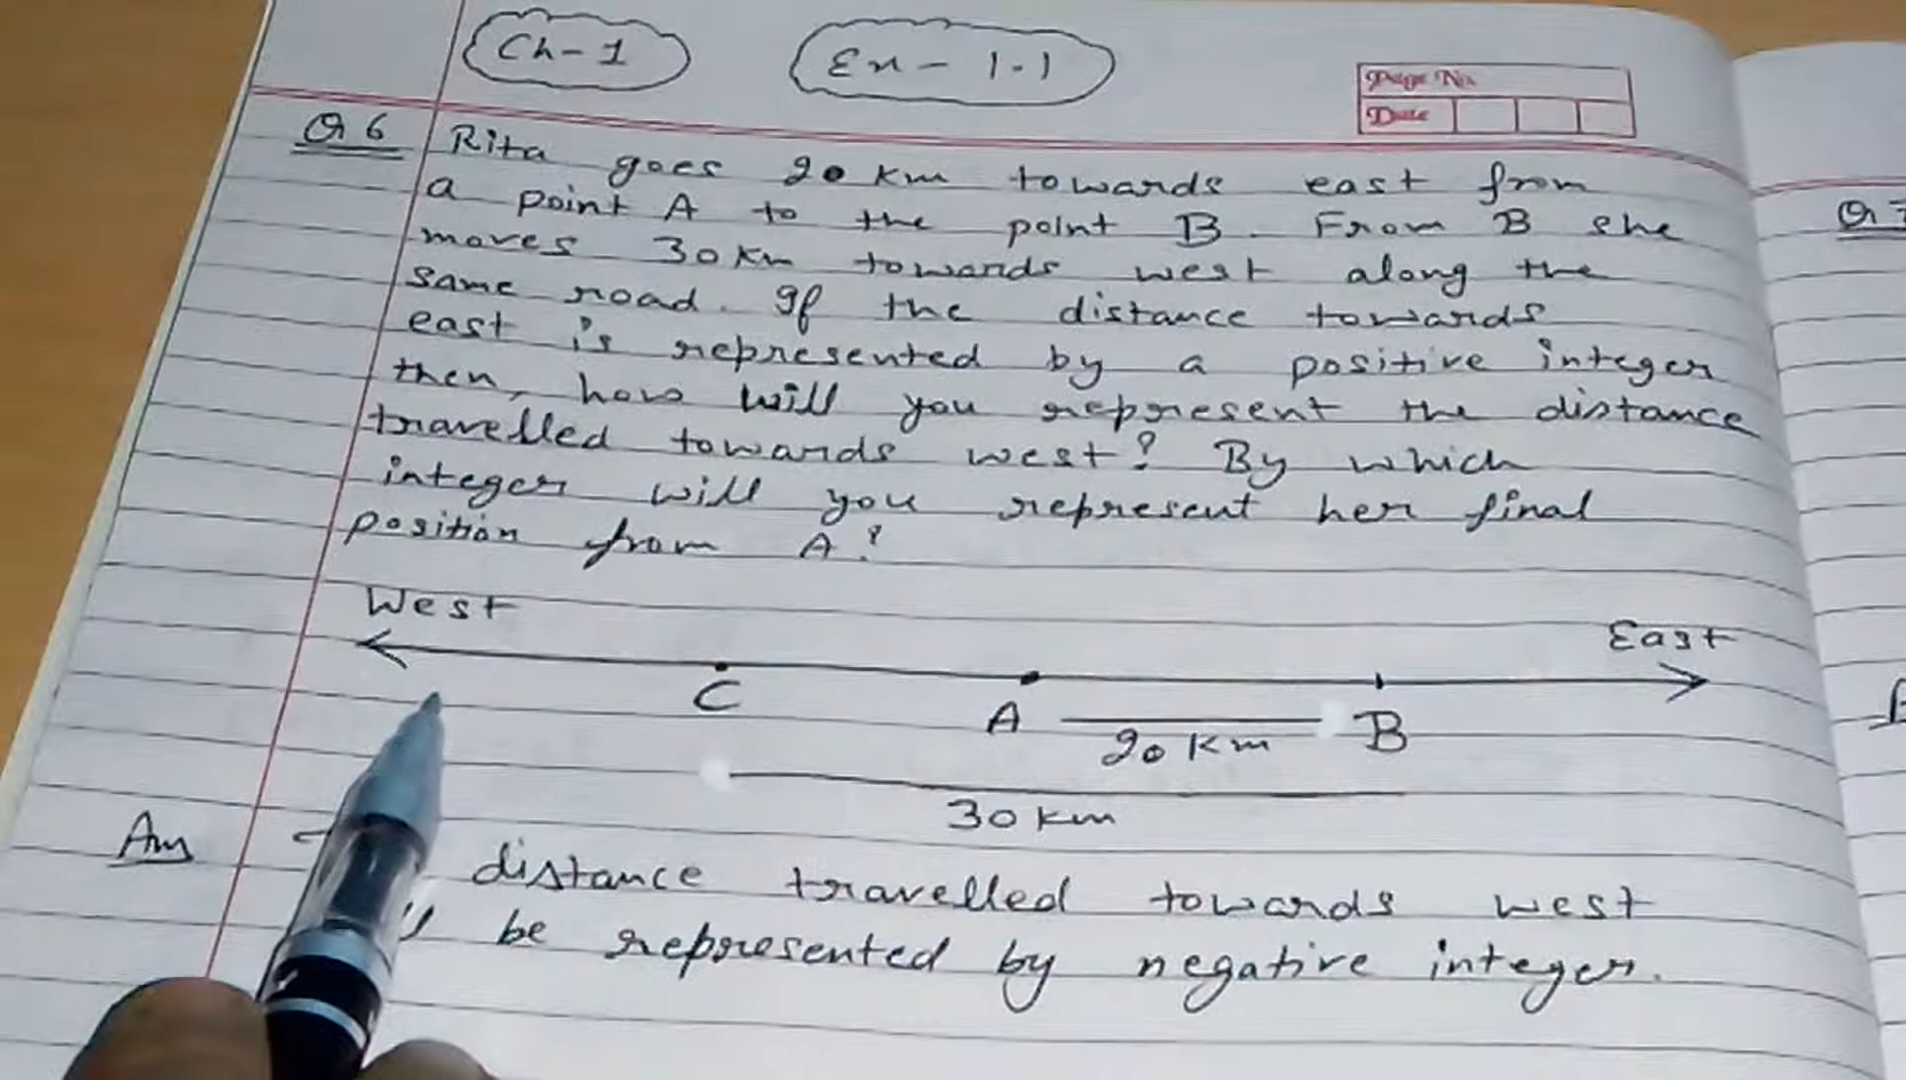 Ch-1
Ex-1.1
Page No.
Date
Q 6 Rita goes 20 km towards east from
a point A to the point B. From B she
moves 30 km towards west along the
same road. If the distance towards
east is represented by a positive integer
then, how will you represent the distance
travelled towards west? By which
integer will you represent her final
position from A?
West
East
C
A
20 km
B
30 km
Ans distance travelled towards west
be represented by negative integer.